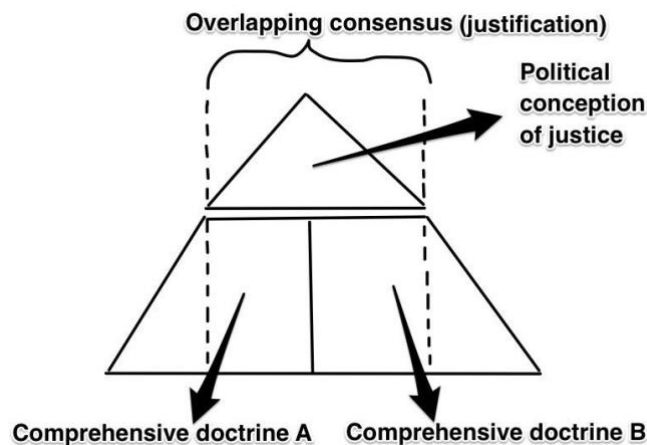 Overlapping consensus (justification)
Political
conception
of justice
Comprehensive doctrine A
Comprehensive doctrine B